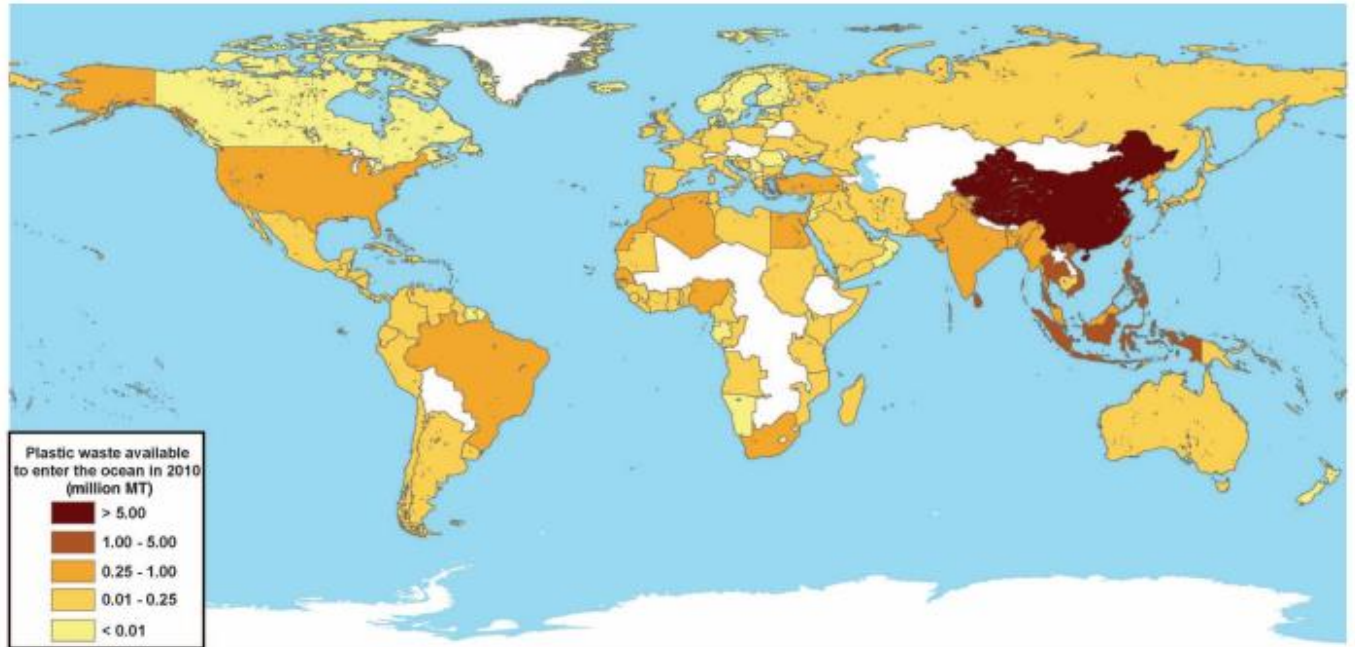 Plastic waste available
to enter the ocean in 2010
(million MT)
> 5.00
1.00 - 5.00
0.25 - 1.00
0.01 - 0.25
< 0.01